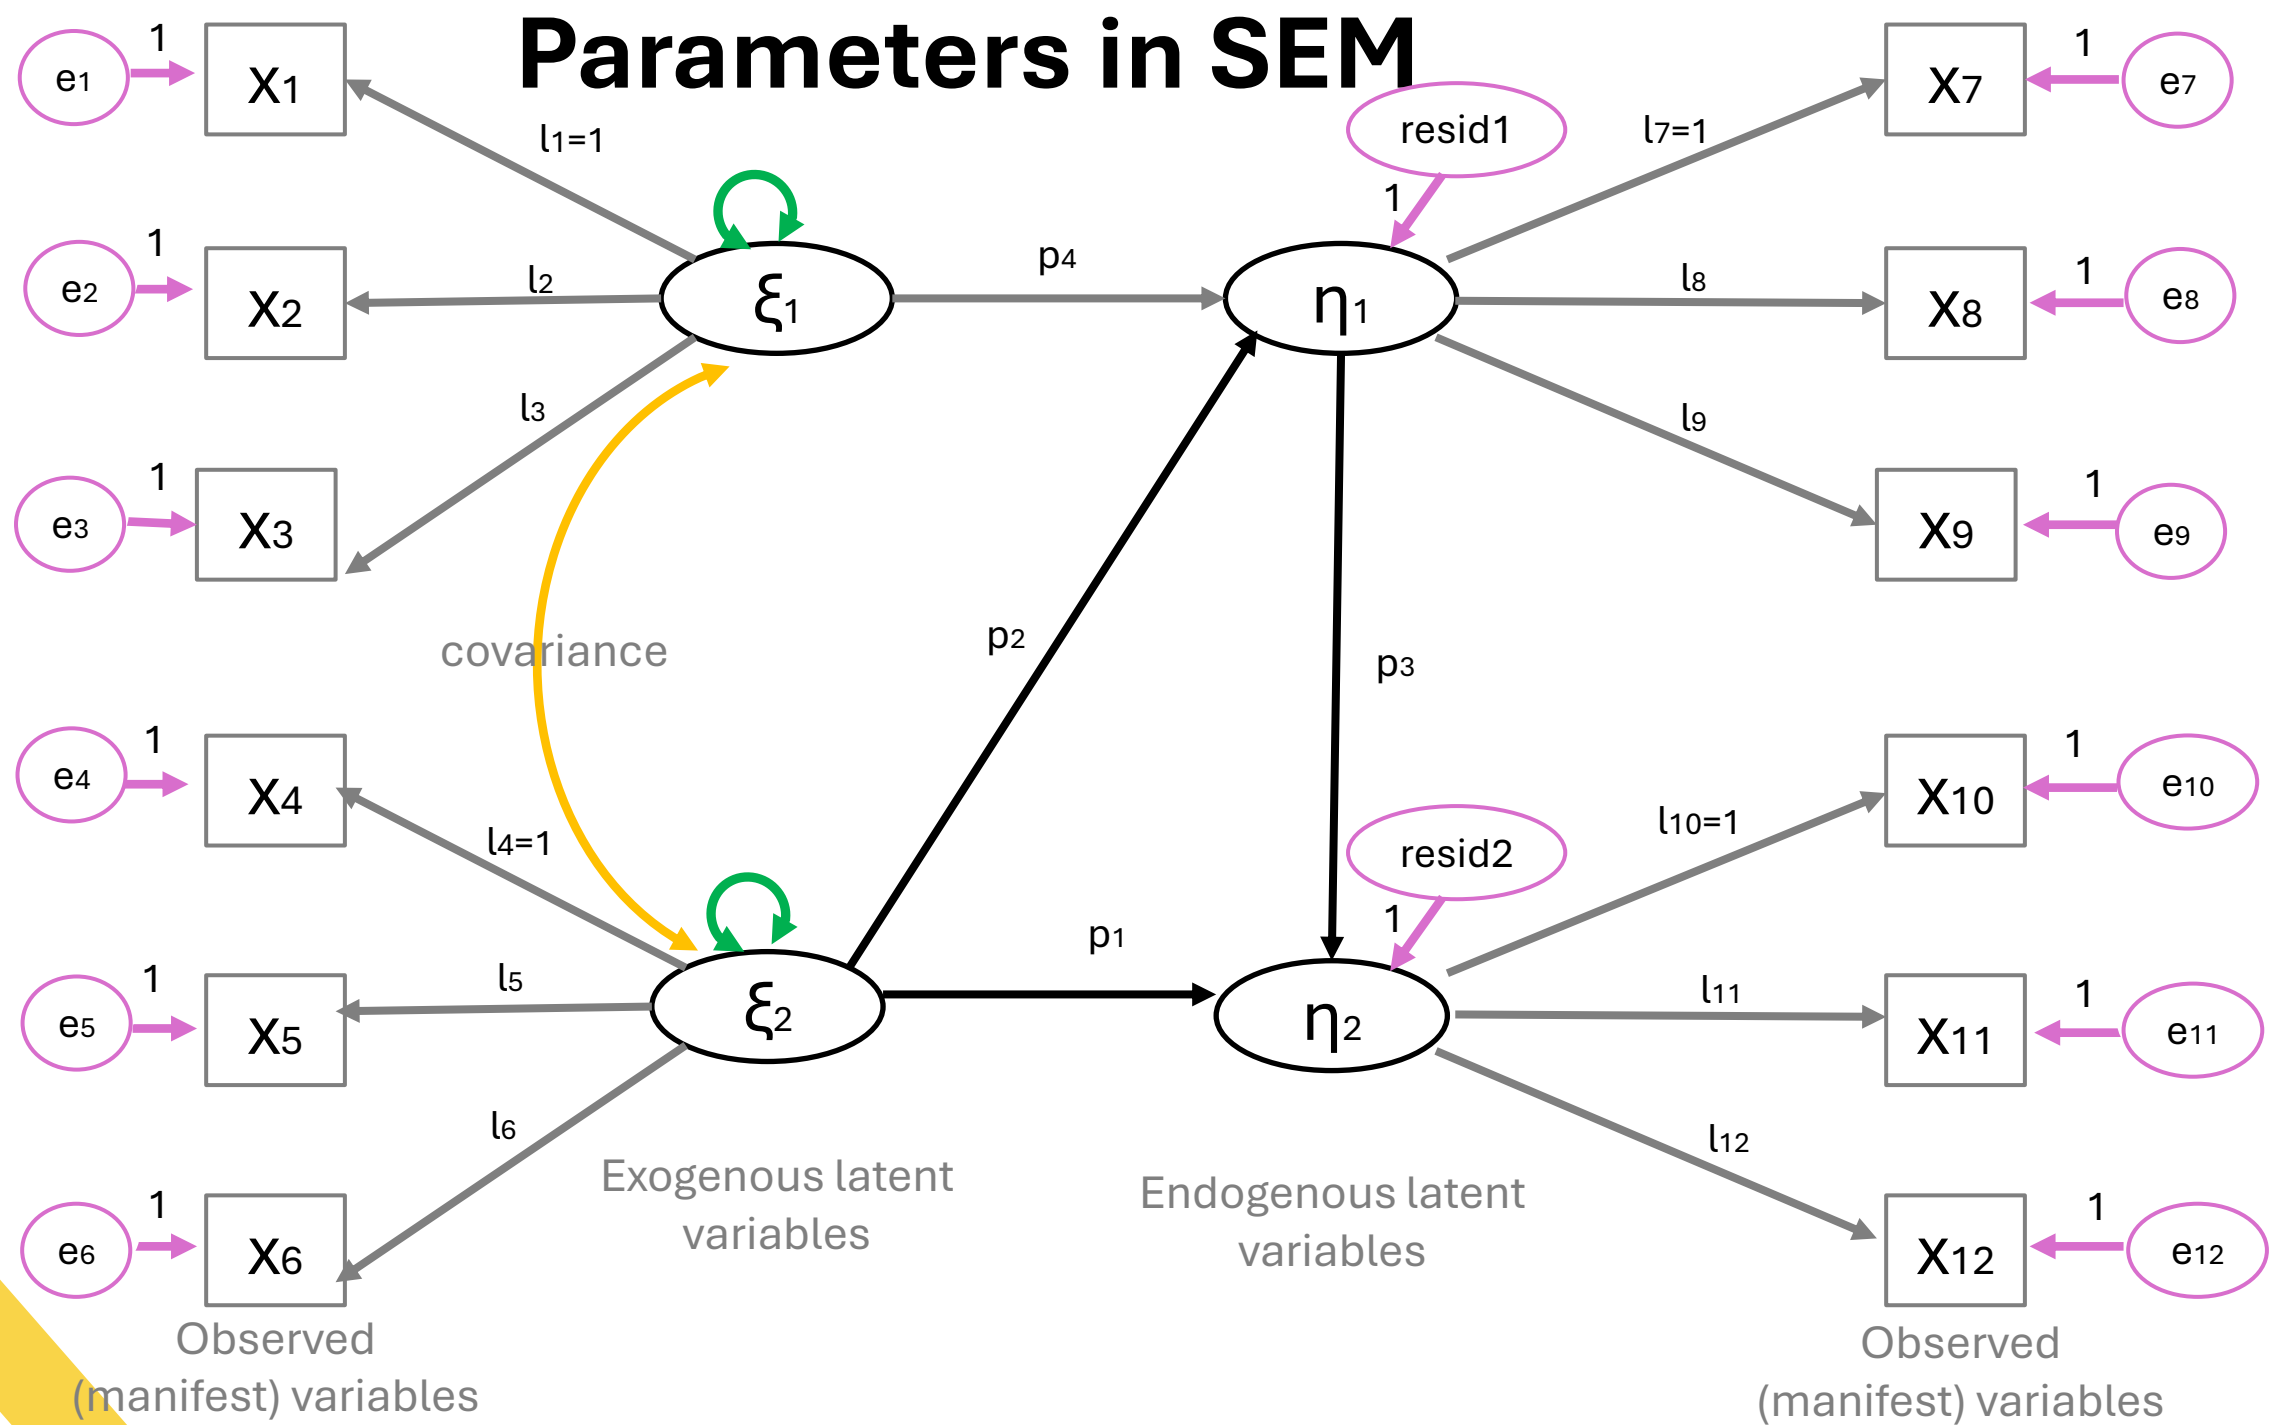 Parameters in SEM
e1
1
x1
l1=1
resid1
1
l7=1
x7
1
e7
e2
1
x2
l2
ξ1
p4
η1
l8
x8
1
e8
l3
l9
e3
1
x3
x9
1
e9
covariance
p2
p3
e4
1
x4
l4=1
resid2
1
l10=1
x10
1
e10
e5
1
x5
l5
ξ2
p1
η2
l11
x11
1
e11
l6
l12
e6
1
x6
Exogenous latent
variables
Endogenous latent
variables
x12
1
e12
Observed
(manifest) variables
Observed
(manifest) variables